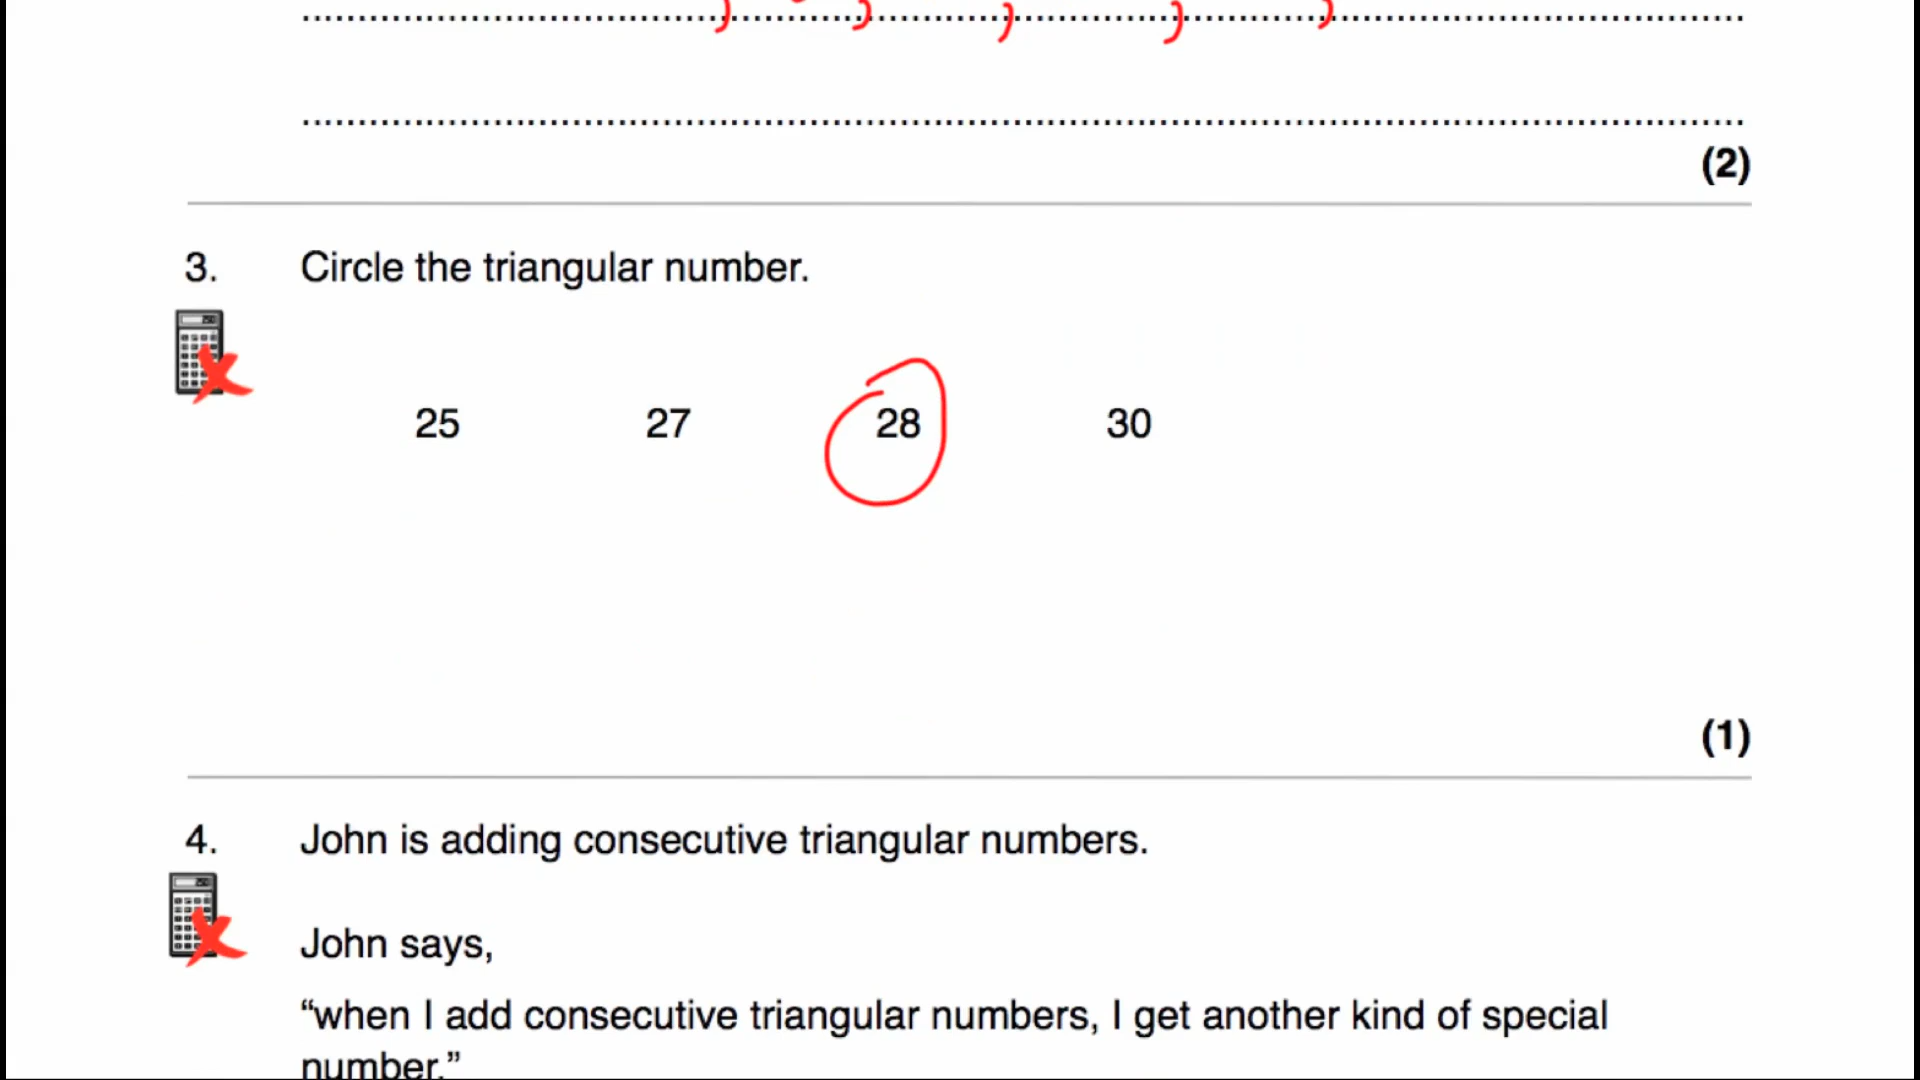 (2)
3. Circle the triangular number.
25 27 28 30
(1)
4. John is adding consecutive triangular numbers.
John says,
“when I add consecutive triangular numbers, I get another kind of special
number.”